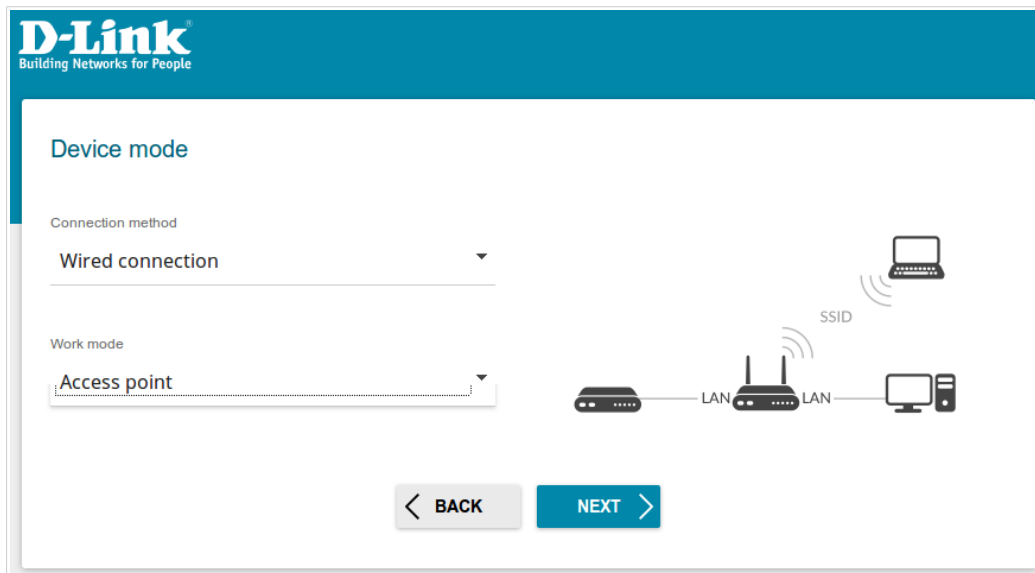 D-Link®
Building Networks for People
Device mode
Connection method
Wired connection
Work mode
Access point
SSID
LAN LAN
BACK NEXT